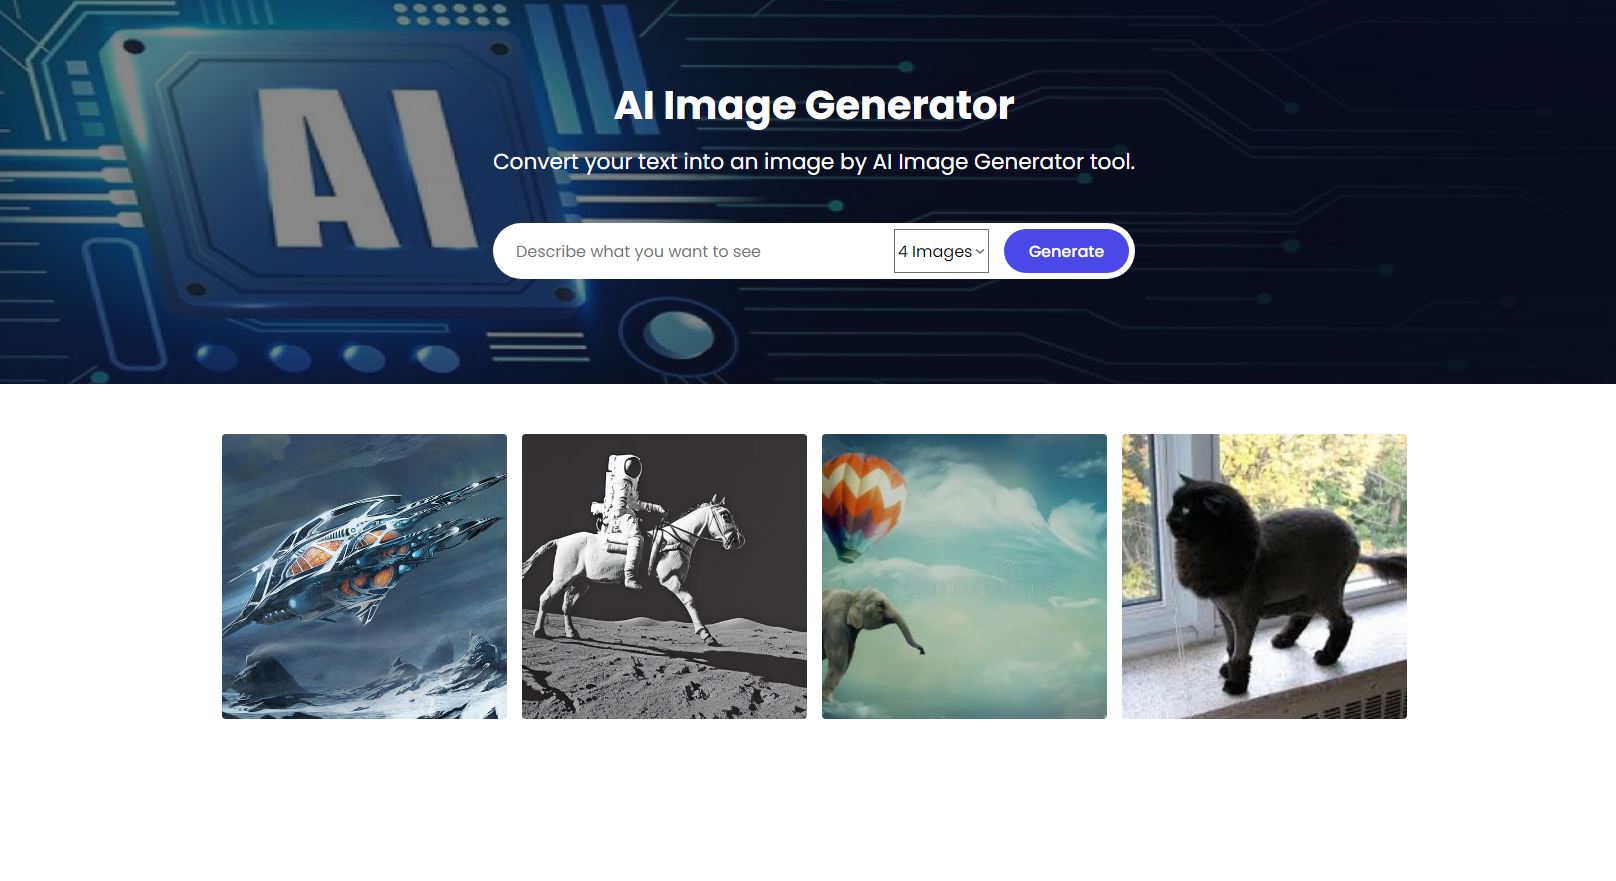 AI
AI Image Generator
Convert your text into an image by AI Image Generator tool.
Describe what you want to see
4 Images
Generate